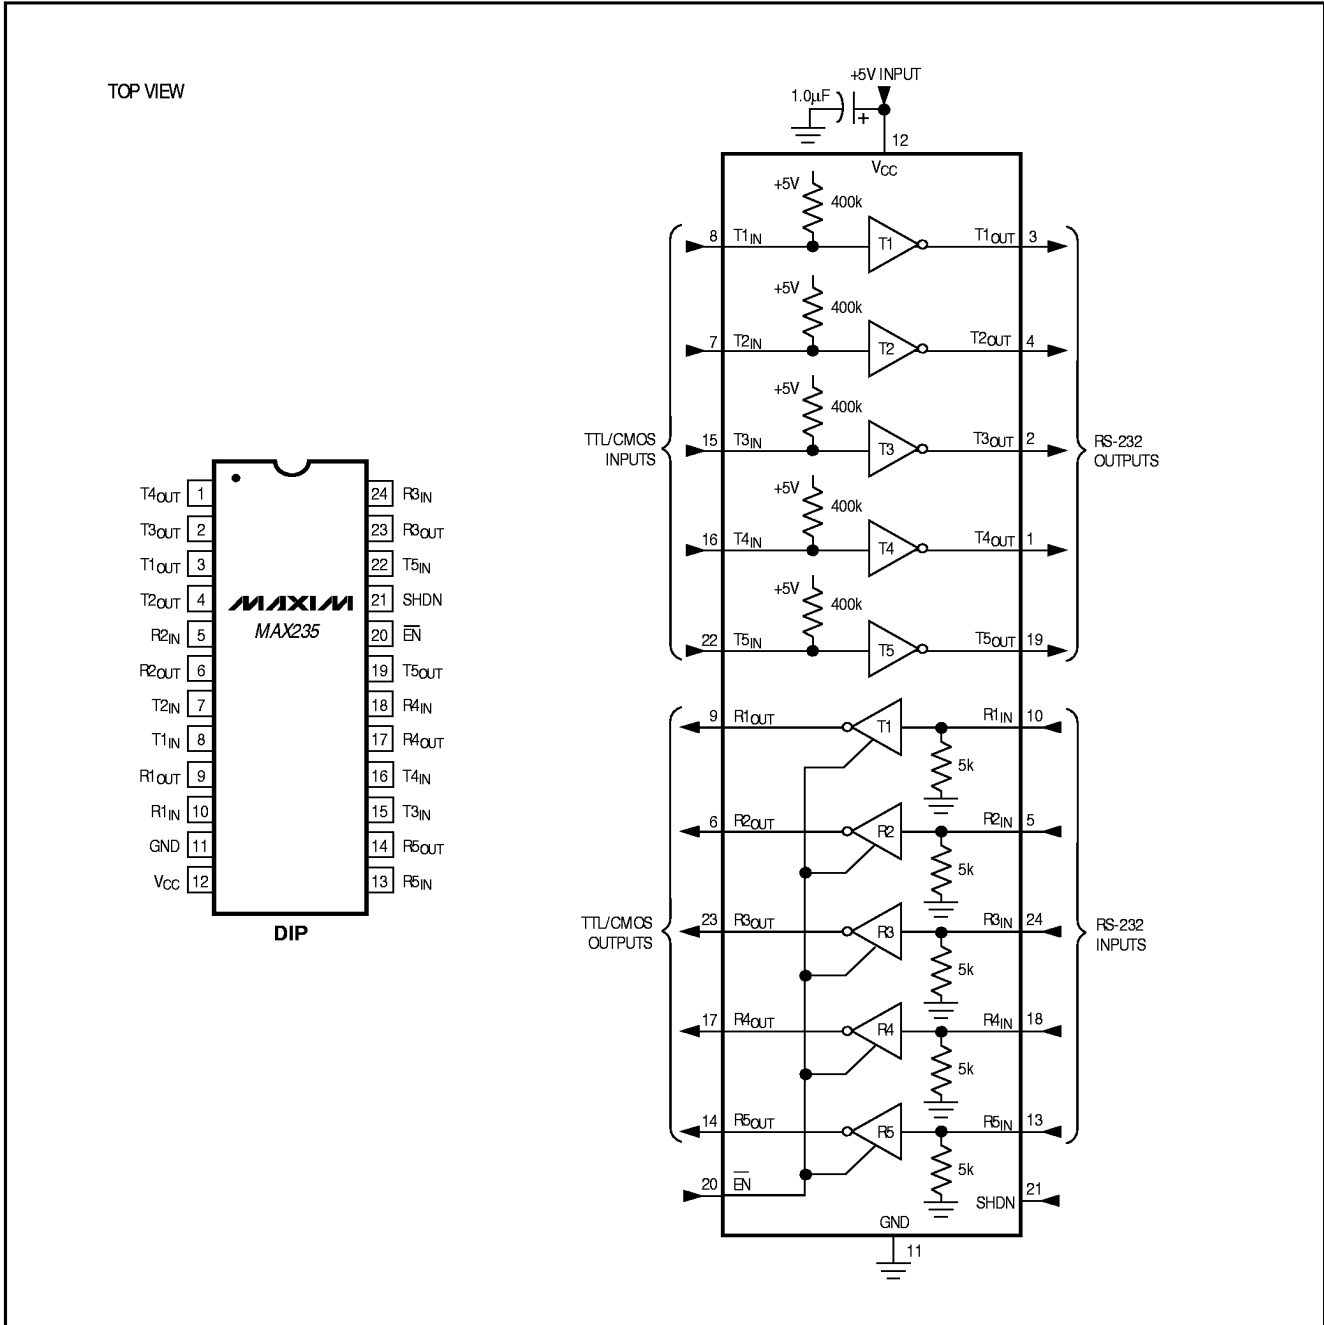 TOP VIEW
T4OUT 1
T3OUT 2
T1OUT 3
T2OUT 4
R2IN 5
R2OUT 6
T2IN 7
T1IN 8
R1OUT 9
R1IN 10
GND 11
VCC 12
24 R3IN
23 R3OUT
22 T5IN
21 SHDN
20 EN
19 T5OUT
18 R4IN
17 R4OUT
16 T4IN
15 T3IN
14 R5OUT
13 R5IN
MAXIM
MAX235
DIP
+5V INPUT
1.0µF
+
12
VCC
+5V
400k
8 T1IN T1 T1OUT 3
+5V
400k
7 T2IN T2 T2OUT 4
+5V
400k
TTL/CMOS
INPUTS
15 T3IN T3 T3OUT 2
RS-232
OUTPUTS
+5V
400k
16 T4IN T4 T4OUT 1
+5V
400k
22 T5IN T5 T5OUT 19
9 R1OUT T1 R1IN 10
5k
6 R2OUT R2 R2IN 5
5k
TTL/CMOS
OUTPUTS
23 R3OUT R3 R3IN 24
RS-232
INPUTS
5k
17 R4OUT R4 R4IN 18
5k
14 R5OUT R5 R5IN 13
5k
20 EN
SHDN 21
GND
11